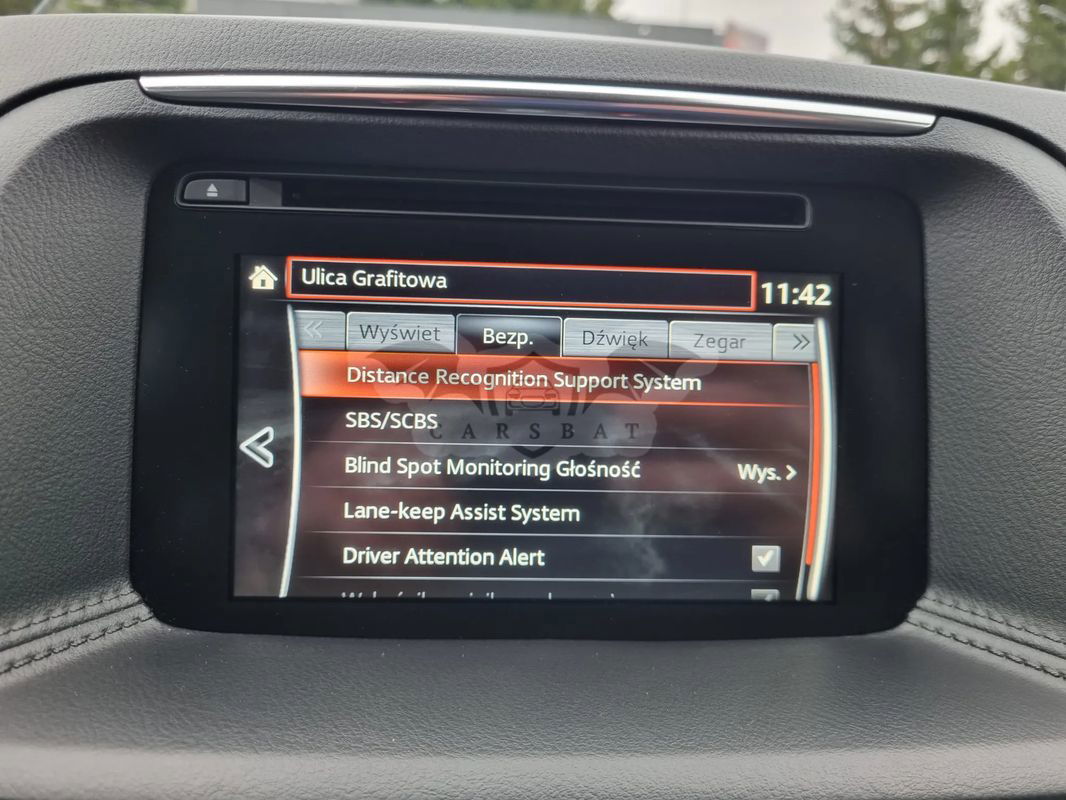 Ulica Grafitowa
11:42
Wyświet Bezp. Dźwięk Zegar
Distance Recognition Support System
SBS/SCBS
CARSBAT
Blind Spot Monitoring Głośność Wys.
Lane-keep Assist System
Driver Attention Alert